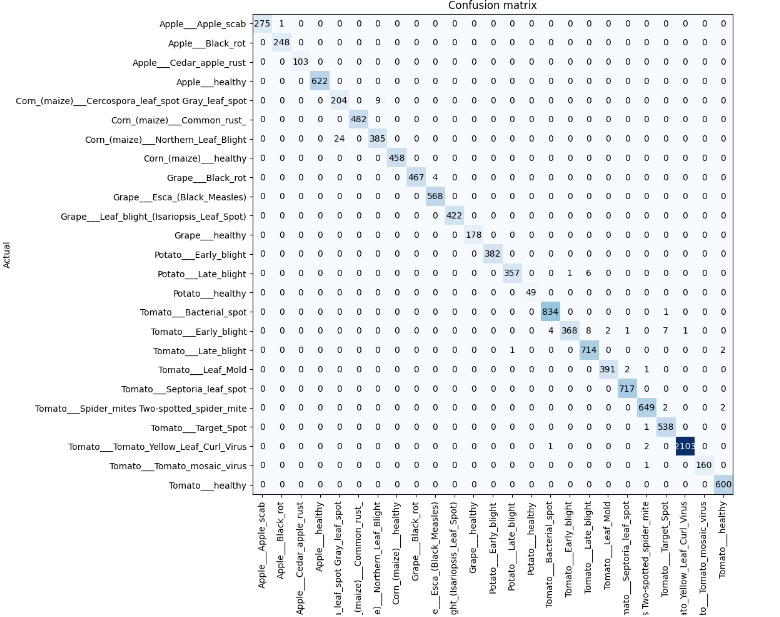 Confusion matrix
Actual
Apple___Apple_scab 275 1 0 0 0 0 0 0 0 0 0 0 0 0 0 0 0 0 0 0 0 0 0 0 0
Apple___Black_rot 0 248 0 0 0 0 0 0 0 0 0 0 0 0 0 0 0 0 0 0 0 0 0 0 0
Apple___Cedar_apple_rust 0 0 103 0 0 0 0 0 0 0 0 0 0 0 0 0 0 0 0 0 0 0 0 0 0
Apple___healthy 0 0 0 622 0 0 0 0 0 0 0 0 0 0 0 0 0 0 0 0 0 0 0 0 0
Corn_(maize)___Cercospora_leaf_spot Gray_leaf_spot 0 0 0 0 204 0 9 0 0 0 0 0 0 0 0 0 0 0 0 0 0 0 0 0 0
Corn_(maize)___Common_rust_ 0 0 0 0 0 482 0 0 0 0 0 0 0 0 0 0 0 0 0 0 0 0 0 0 0
Corn_(maize)___Northern_Leaf_Blight 0 0 0 0 24 0 385 0 0 0 0 0 0 0 0 0 0 0 0 0 0 0 0 0 0
Corn_(maize)___healthy 0 0 0 0 0 0 0 458 0 0 0 0 0 0 0 0 0 0 0 0 0 0 0 0 0
Grape___Black_rot 0 0 0 0 0 0 0 0 467 4 0 0 0 0 0 0 0 0 0 0 0 0 0 0 0
Grape___Esca_(Black_Measles) 0 0 0 0 0 0 0 0 0 568 0 0 0 0 0 0 0 0 0 0 0 0 0 0 0
Grape___Leaf_blight_(Isariopsis_Leaf_Spot) 0 0 0 0 0 0 0 0 0 0 422 0 0 0 0 0 0 0 0 0 0 0 0 0 0
Grape___healthy 0 0 0 0 0 0 0 0 0 0 0 178 0 0 0 0 0 0 0 0 0 0 0 0 0
Potato___Early_blight 0 0 0 0 0 0 0 0 0 0 0 0 382 0 0 0 0 0 0 0 0 0 0 0 0
Potato___Late_blight 0 0 0 0 0 0 0 0 0 0 0 0 0 357 0 0 1 6 0 0 0 0 0 0 0
Potato___healthy 0 0 0 0 0 0 0 0 0 0 0 0 0 0 49 0 0 0 0 0 0 0 0 0 0
Tomato___Bacterial_spot 0 0 0 0 0 0 0 0 0 0 0 0 0 0 0 834 0 0 0 0 0 1 0 0 0
Tomato___Early_blight 0 0 0 0 0 0 0 0 0 0 0 0 0 0 0 4 368 8 2 1 0 7 1 0 0
Tomato___Late_blight 0 0 0 0 0 0 0 0 0 0 0 0 0 1 0 0 0 714 0 0 0 0 0 0 2
Tomato___Leaf_Mold 0 0 0 0 0 0 0 0 0 0 0 0 0 0 0 0 0 0 391 2 1 0 0 0 0
Tomato___Septoria_leaf_spot 0 0 0 0 0 0 0 0 0 0 0 0 0 0 0 0 0 0 0 717 0 0 0 0 0
Tomato___Spider_mites Two-spotted_spider_mite 0 0 0 0 0 0 0 0 0 0 0 0 0 0 0 0 0 0 0 0 649 2 0 0 2
Tomato___Target_Spot 0 0 0 0 0 0 0 0 0 0 0 0 0 0 0 0 0 0 0 0 1 538 0 0 0
Tomato___Tomato_Yellow_Leaf_Curl_Virus 0 0 0 0 0 0 0 0 0 0 0 0 0 0 0 1 0 0 0 0 2 0 2103 0 0
Tomato___Tomato_mosaic_virus 0 0 0 0 0 0 0 0 0 0 0 0 0 0 0 0 0 0 0 0 1 0 0 160 0
Tomato___healthy 0 0 0 0 0 0 0 0 0 0 0 0 0 0 0 0 0 0 0 0 0 0 0 0 600
Apple___Apple_scab
Apple___Black_rot
Apple___Cedar_apple_rust
Apple___healthy
a_leaf_spot Gray_leaf_spot
(maize)___Common_rust_
e)___Northern_Leaf_Blight
Corn_(maize)___healthy
Grape___Black_rot
e___Esca_(Black_Measles)
ght_(Isariopsis_Leaf_Spot)
Grape___healthy
Potato___Early_blight
Potato___Late_blight
Potato___healthy
Tomato___Bacterial_spot
Tomato___Early_blight
Tomato___Late_blight
Tomato___Leaf_Mold
mato___Septoria_leaf_spot
s Two-spotted_spider_mite
Tomato___Target_Spot
ato_Yellow_Leaf_Curl_Virus
to___Tomato_mosaic_virus
Tomato___healthy